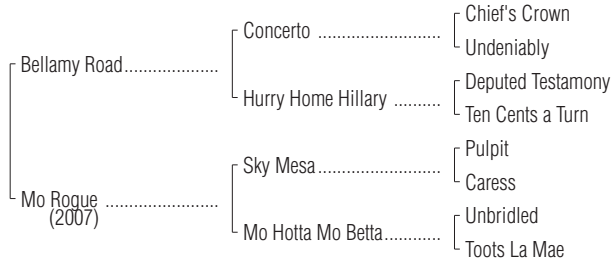 Chief's Crown
Concerto ..................
Undeniably
Bellamy Road...................
Deputed Testamony
Hurry Home Hillary ..........
Ten Cents a Turn
Pulpit
Sky Mesa....................
Caress
Mo Rogue .......................
(2007)
Unbridled
Mo Hotta Mo Betta............
Toots La Mae